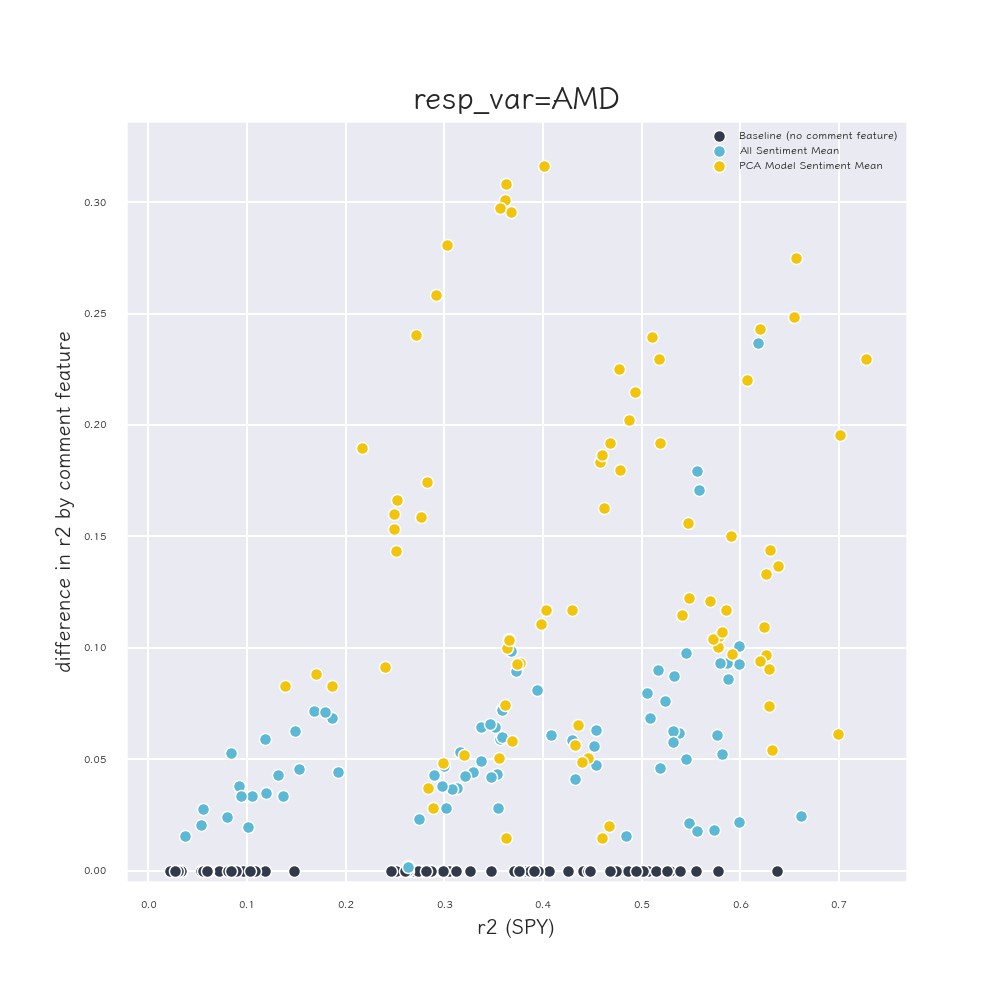 resp_var=AMD
Baseline (no comment feature)
All Sentiment Mean
PCA Model Sentiment Mean
difference in r2 by comment feature
0.30
0.25
0.20
0.15
0.10
0.05
0.00
0.0 0.1 0.2 0.3 0.4 0.5 0.6 0.7
r2 (SPY)